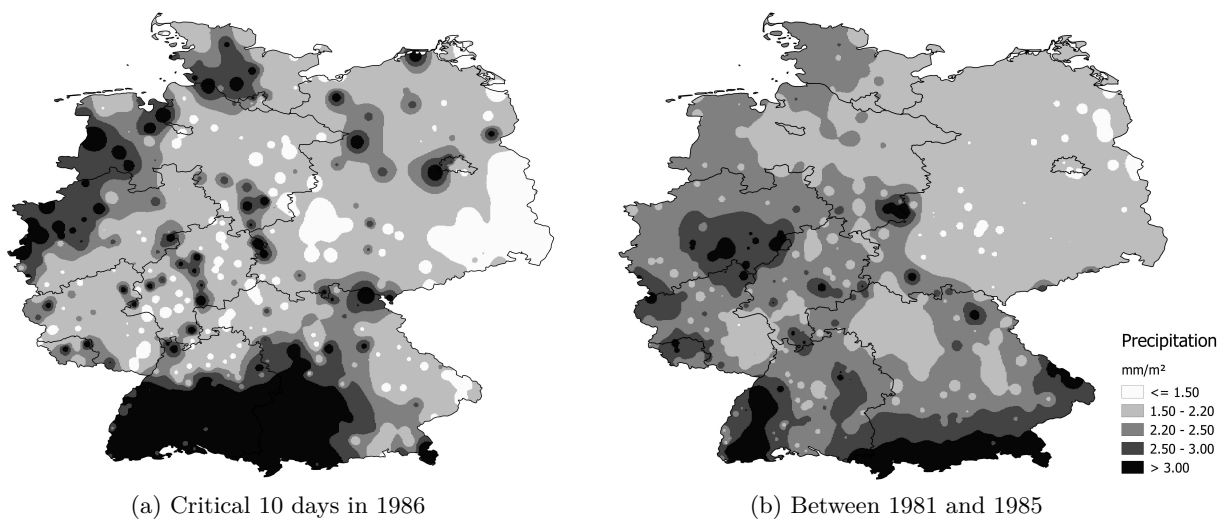 Precipitation
mm/m²
<= 1.50
1.50 - 2.20
2.20 - 2.50
2.50 - 3.00
> 3.00
(a) Critical 10 days in 1986
(b) Between 1981 and 1985